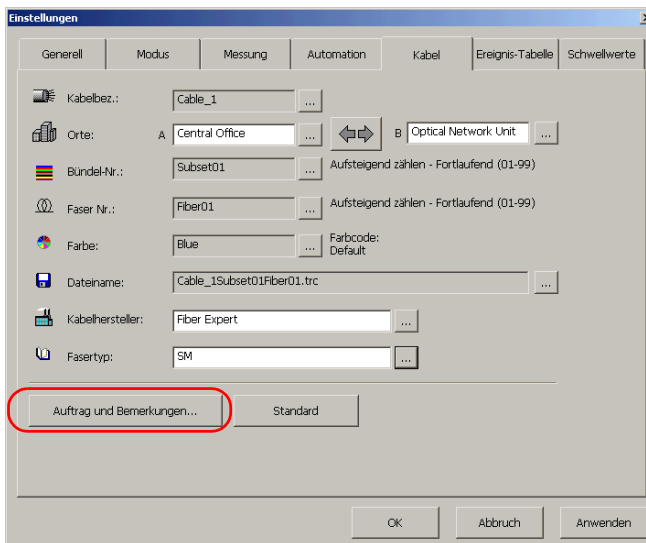 Einstellungen
Generell Modus Messung Automation Kabel Ereignis-Tabelle Schwellwerte
Kabelbez.: Cable_1 ...
Orte: A Central Office ... B Optical Network Unit ...
Bündel-Nr.: Subset01 ... Aufsteigend zählen - Fortlaufend (01-99)
Faser Nr.: Fiber01 ... Aufsteigend zählen - Fortlaufend (01-99)
Farbe: Blue ... Farbcode:
Default
Dateiname: Cable_1Subset01Fiber01.trc ...
Kabelhersteller: Fiber Expert ...
Fasertyp: SM ...
Auftrag und Bemerkungen... Standard
OK Abbruch Anwenden